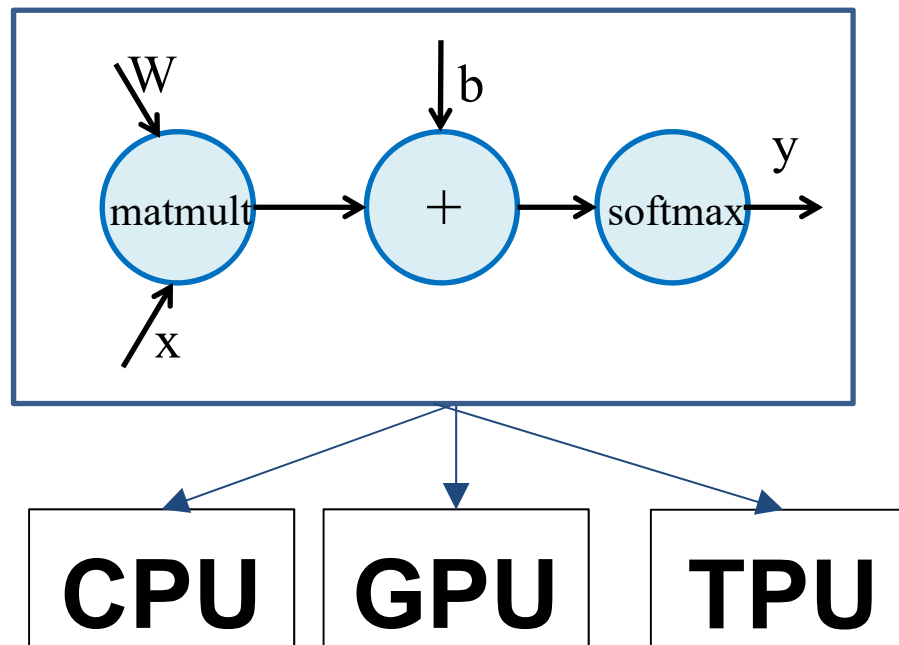 W
b
y
matmult
+
softmax
x
CPU
GPU
TPU